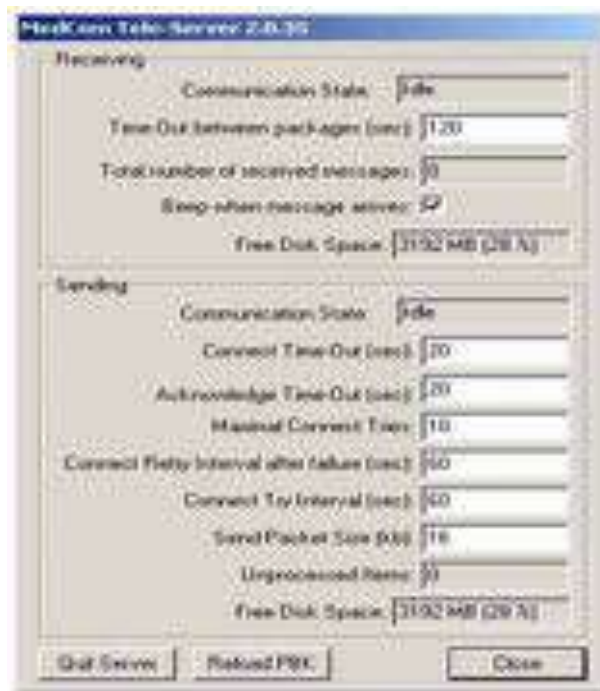 MedKom Tele-Server 2.0.35
Receiving
Communication State: Idle
Time-Out between packages (sec): 120
Total number of received messages: 0
Beep when message arrives:
Free Disk Space: 3192 MB (28 %)
Sending
Communication State: Idle
Connect Time-Out (sec): 20
Acknowledge Time-Out (sec): 20
Maximal Connect Tries: 10
Connect Retry Interval after failure (sec): 60
Connect Try Interval (sec): 60
Send Packet Size (kb): 16
Unprocessed Items: 0
Free Disk Space: 3192 MB (28 %)
Quit Server Reload PBK Close